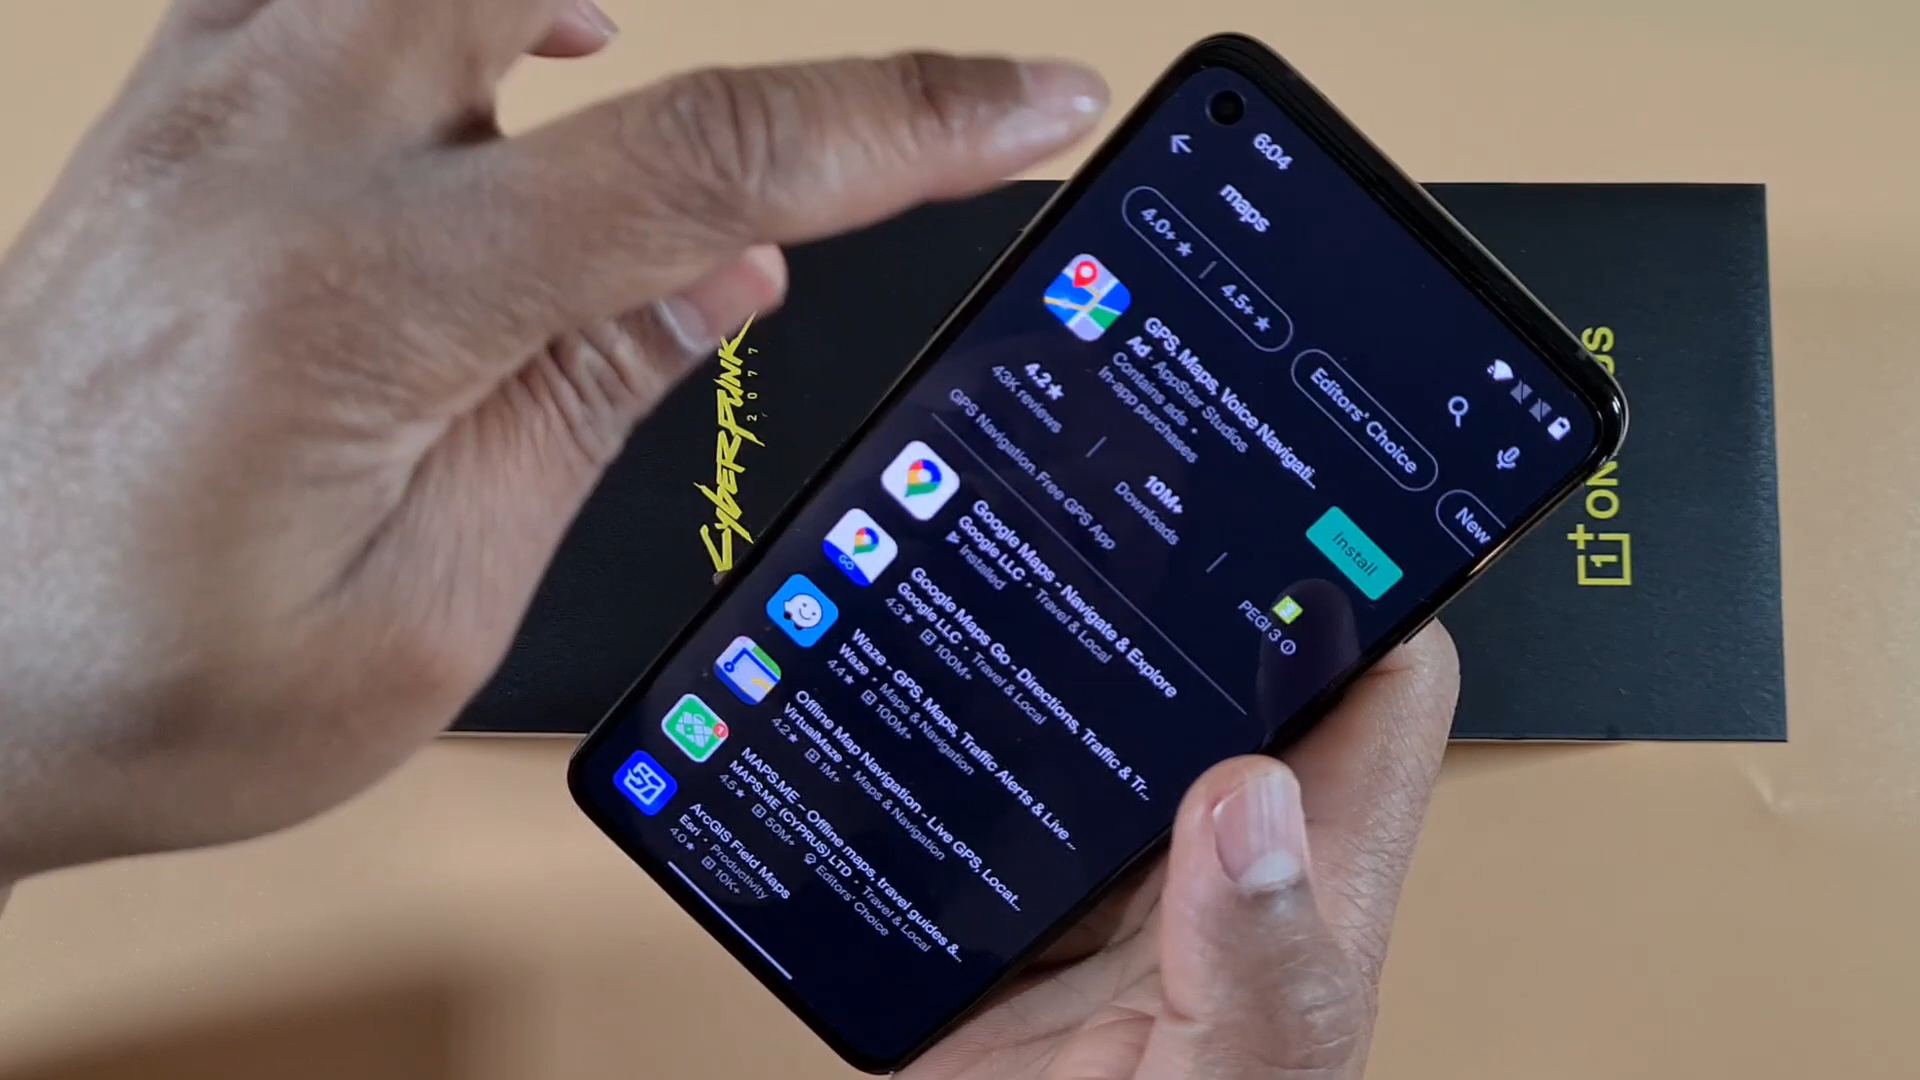 6:04
maps
4.0+ ★ | 4.5+ ★
Editors' Choice
New
GPS, Maps, Voice Navigati...
Ad • AppStar Studios
Contains ads •
In-app purchases
Install
4.2★
43K reviews
10M+
Downloads
PEGI 3
GPS Navigation. Free GPS App
Google Maps - Navigate & Explore
Google LLC • Travel & Local
Installed
GO
Google Maps Go - Directions, Traffic & Tr...
Google LLC • Travel & Local
4.3★ 100M+
Waze - GPS, Maps, Traffic Alerts & Live ...
Waze • Maps & Navigation
4.4★ 100M+
Offline Map Navigation - Live GPS, Locat...
VirtualMaze • Maps & Navigation
4.2★ 1M+
MAPS.ME – Offline maps, travel guides &...
MAPS.ME (CYPRUS) LTD • Travel & Local
4.5★ 50M+ Editors' Choice
ArcGIS Field Maps
Esri • Productivity
4.0★ 10K+
CYBERPUNK
2077